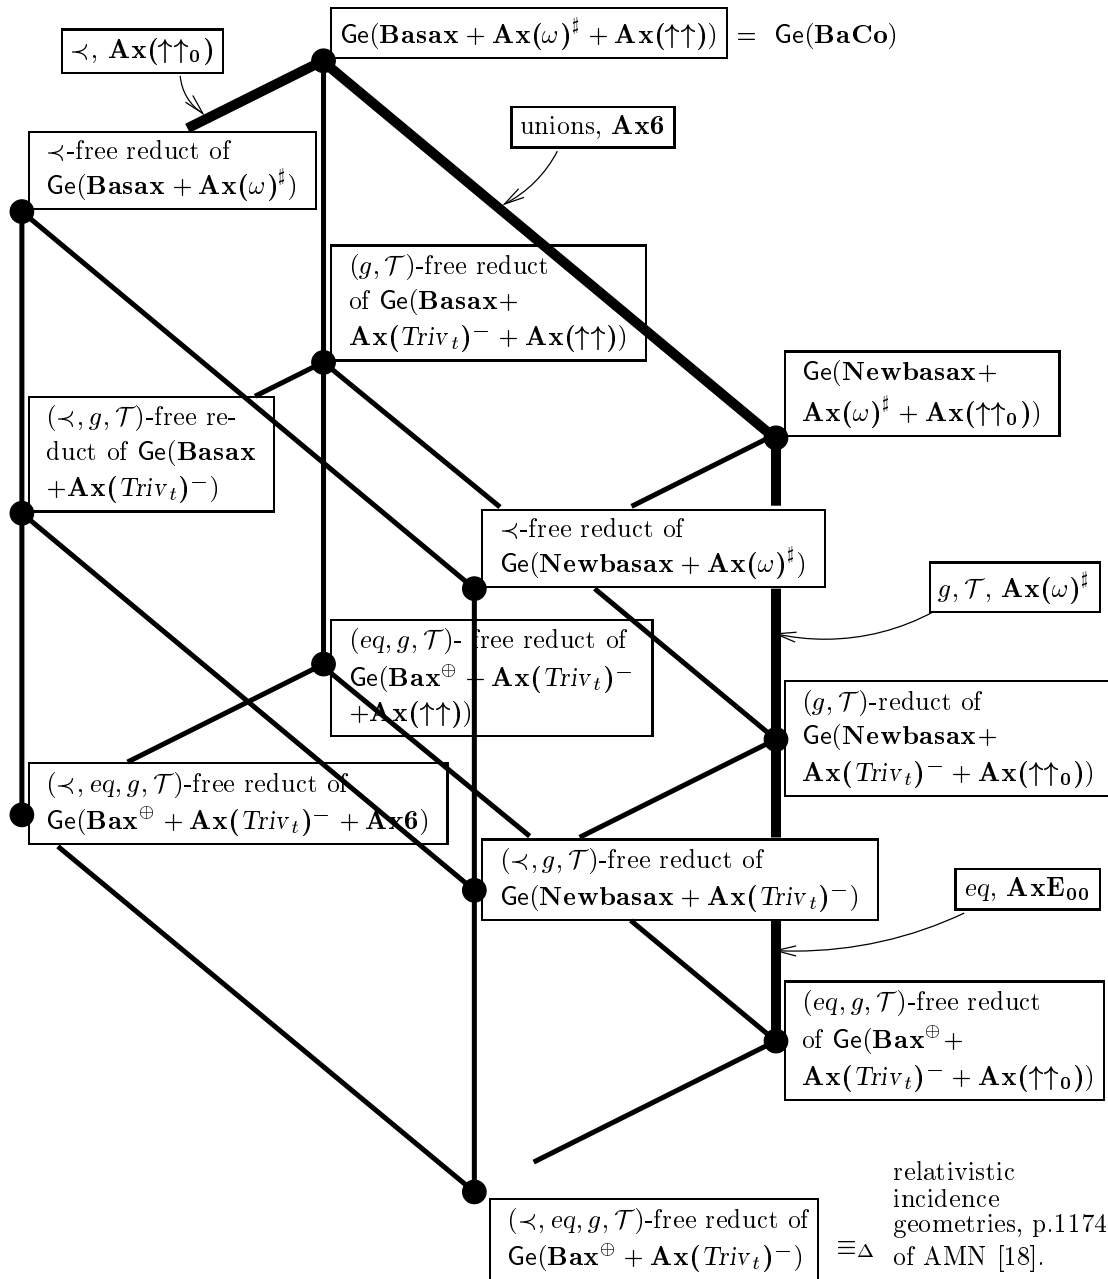 Ge(Basax + Ax(ω)♯ + Ax(↑↑)) = Ge(BaCo)
≺, Ax(↑↑₀)
unions, Ax6
≺-free reduct of
Ge(Basax + Ax(ω)♯)
(g, 𝒯)-free reduct
of Ge(Basax+
Ax(Triv_t)⁻ + Ax(↑↑))
Ge(Newbasax+
Ax(ω)♯ + Ax(↑↑₀))
(≺, g, 𝒯)-free re-
duct of Ge(Basax
+Ax(Triv_t)⁻)
≺-free reduct of
Ge(Newbasax + Ax(ω)♯)
g, 𝒯, Ax(ω)♯
(eq, g, 𝒯)- free reduct of
Ge(Bax⊕ + Ax(Triv_t)⁻
+Ax(↑↑))
(g, 𝒯)-reduct of
Ge(Newbasax+
Ax(Triv_t)⁻ + Ax(↑↑₀))
(≺, eq, g, 𝒯)-free reduct of
Ge(Bax⊕ + Ax(Triv_t)⁻ + Ax6)
(≺, g, 𝒯)-free reduct of
Ge(Newbasax + Ax(Triv_t)⁻)
eq, AxE₀₀
(eq, g, 𝒯)-free reduct
of Ge(Bax⊕+
Ax(Triv_t)⁻ + Ax(↑↑₀))
(≺, eq, g, 𝒯)-free reduct of
Ge(Bax⊕ + Ax(Triv_t)⁻)
≡Δ
relativistic
incidence
geometries, p.1174
of AMN [18].